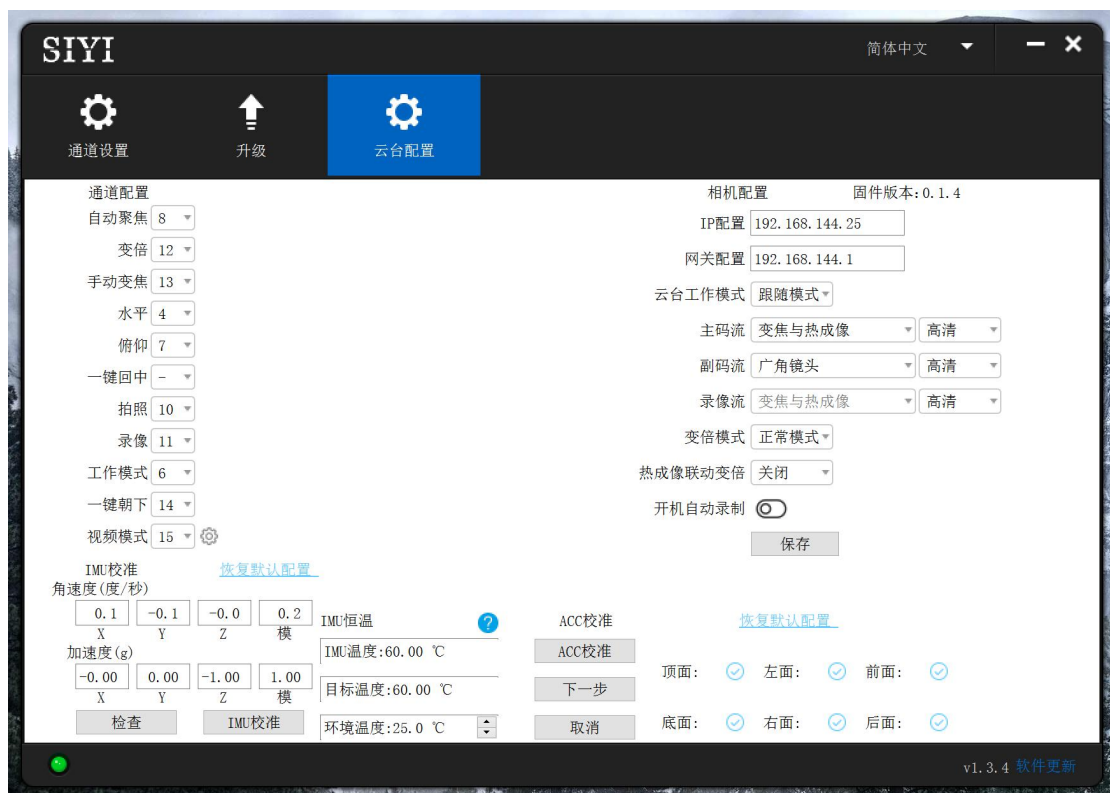 SIYI
简体中文
通道设置 升级 云台配置
通道配置
自动聚焦 8
变倍 12
手动变焦 13
水平 4
俯仰 7
一键回中 -
拍照 10
录像 11
工作模式 6
一键朝下 14
视频模式 15
相机配置 固件版本:0.1.4
IP配置 192.168.144.25
网关配置 192.168.144.1
云台工作模式 跟随模式
主码流 变焦与热成像 高清
副码流 广角镜头 高清
录像流 变焦与热成像 高清
变倍模式 正常模式
热成像联动变倍 关闭
开机自动录制
保存
IMU校准 恢复默认配置
角速度(度/秒)
0.1 -0.1 -0.0 0.2
X Y Z 模
加速度(g)
-0.00 0.00 -1.00 1.00
X Y Z 模
检查 IMU校准
IMU恒温 ?
IMU温度:60.00 ℃
目标温度:60.00 ℃
环境温度:25.0 ℃
ACC校准 恢复默认配置
ACC校准
下一步
取消
顶面: 左面: 前面:
底面: 右面: 后面:
v1.3.4 软件更新